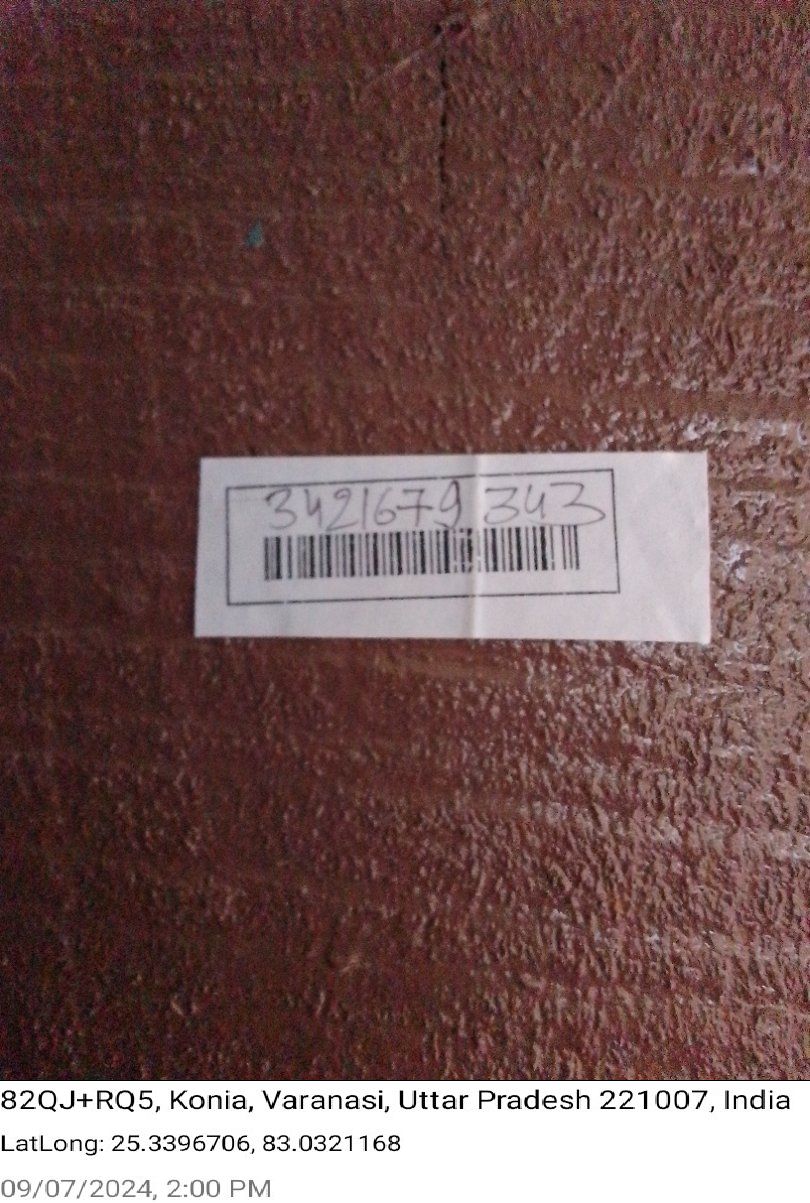 3421679 343
82QJ+RQ5, Konia, Varanasi, Uttar Pradesh 221007, India
LatLong: 25.3396706, 83.0321168
09/07/2024, 2:00 PM